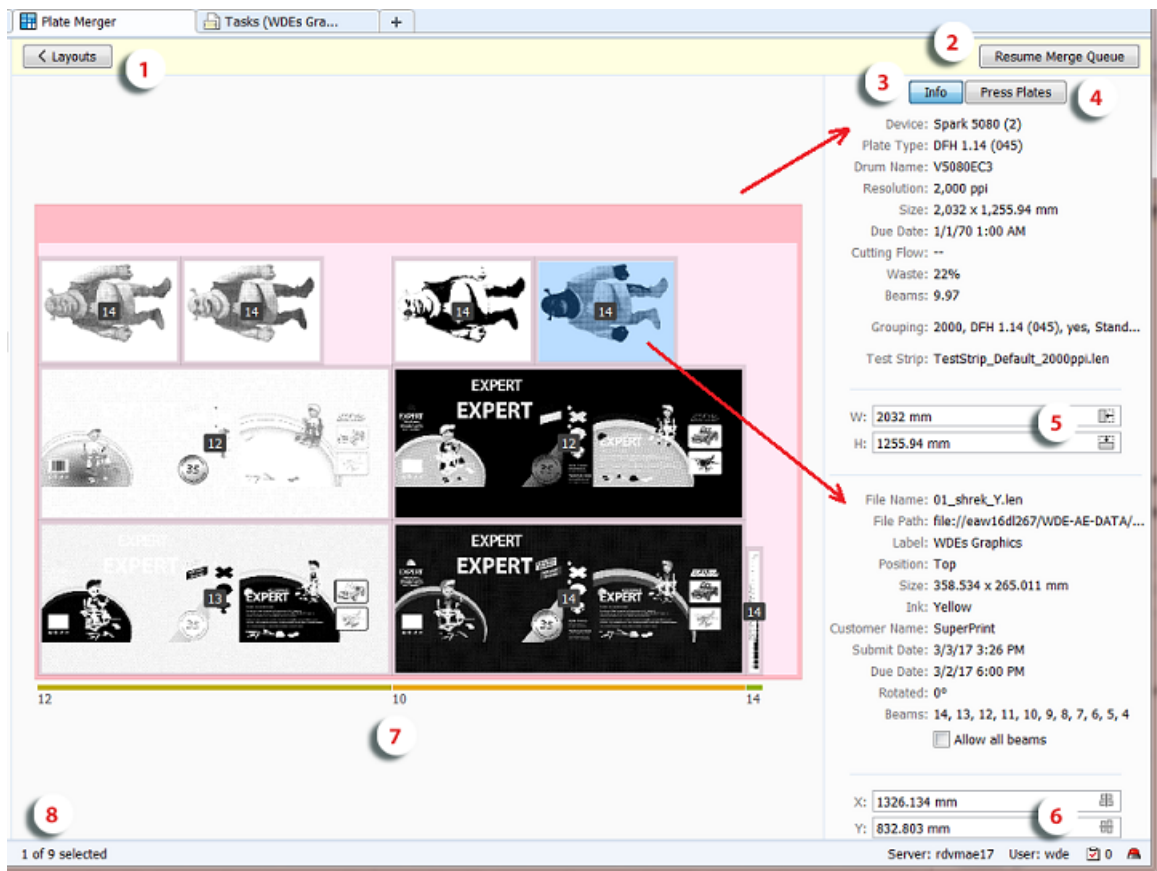 Plate Merger
Tasks (WDEs Gra...
+
< Layouts
1
2
Resume Merge Queue
3
Info
Press Plates
4
Device: Spark 5080 (2)
Plate Type: DFH 1.14 (045)
Drum Name: V5080EC3
Resolution: 2,000 ppi
Size: 2,032 x 1,255.94 mm
Due Date: 1/1/70 1:00 AM
Cutting Flow: --
Waste: 22%
Beams: 9.97
Grouping: 2000, DFH 1.14 (045), yes, Stand...
Test Strip: TestStrip_Default_2000ppi.len
W: 2032 mm
5
H: 1255.94 mm
14
14
14
14
EXPERT
EXPERT
EXPERT
12
12
35
35
EXPERT
EXPERT
EXPERT
EXPERT
EXPERT
EXPERT
13
14
14
35
35
12
10
14
7
File Name: 01_shrek_Y.len
File Path: file://eaw16dl267/WDE-AE-DATA/...
Label: WDEs Graphics
Position: Top
Size: 358.534 x 265.011 mm
Ink: Yellow
Customer Name: SuperPrint
Submit Date: 3/3/17 3:26 PM
Due Date: 3/2/17 6:00 PM
Rotated: 0°
Beams: 14, 13, 12, 11, 10, 9, 8, 7, 6, 5, 4
Allow all beams
X: 1326.134 mm
6
Y: 832.803 mm
8
1 of 9 selected
Server: rdvmae17 User: wde 0